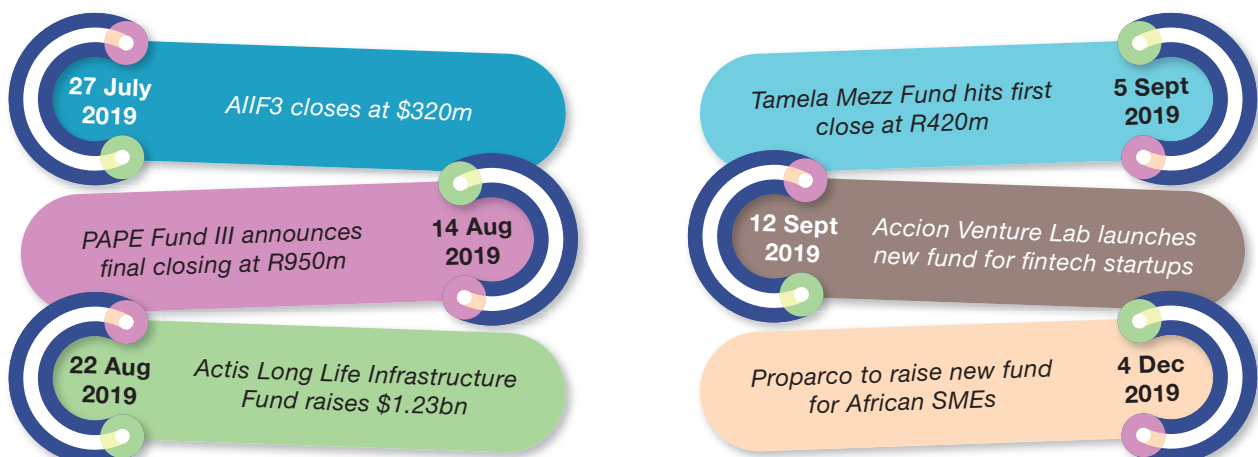 27 July
2019
AIIF3 closes at $320m
PAPE Fund III announces
final closing at R950m
14 Aug
2019
22 Aug
2019
Actis Long Life Infrastructure
Fund raises $1.23bn
Tamela Mezz Fund hits first
close at R420m
5 Sept
2019
12 Sept
2019
Accion Venture Lab launches
new fund for fintech startups
Proparco to raise new fund
for African SMEs
4 Dec
2019